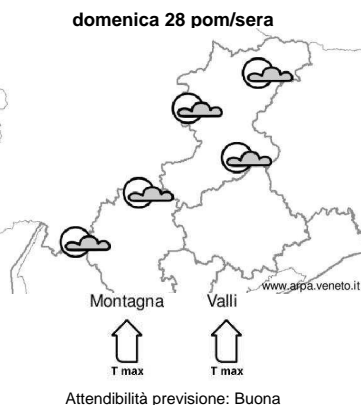 domenica 28 pom/sera
www.arpa.veneto.it
Montagna Valli
T max T max
Attendibilità previsione: Buona